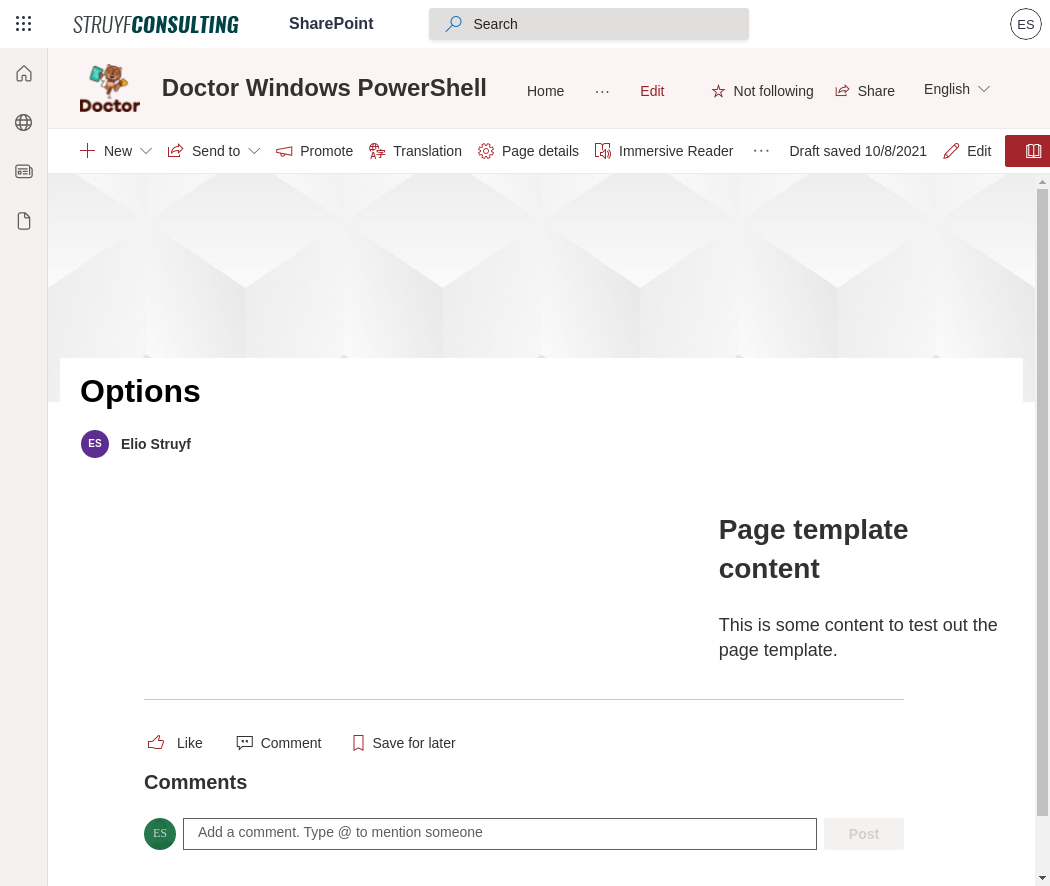 STRUYFCONSULTING SharePoint Search ES
Doctor Doctor Windows PowerShell Home ... Edit Not following Share English
New Send to Promote Translation Page details Immersive Reader ... Draft saved 10/8/2021 Edit
Options
ES Elio Struyf
Page template
content
This is some content to test out the
page template.
Like Comment Save for later
Comments
ES Add a comment. Type @ to mention someone Post